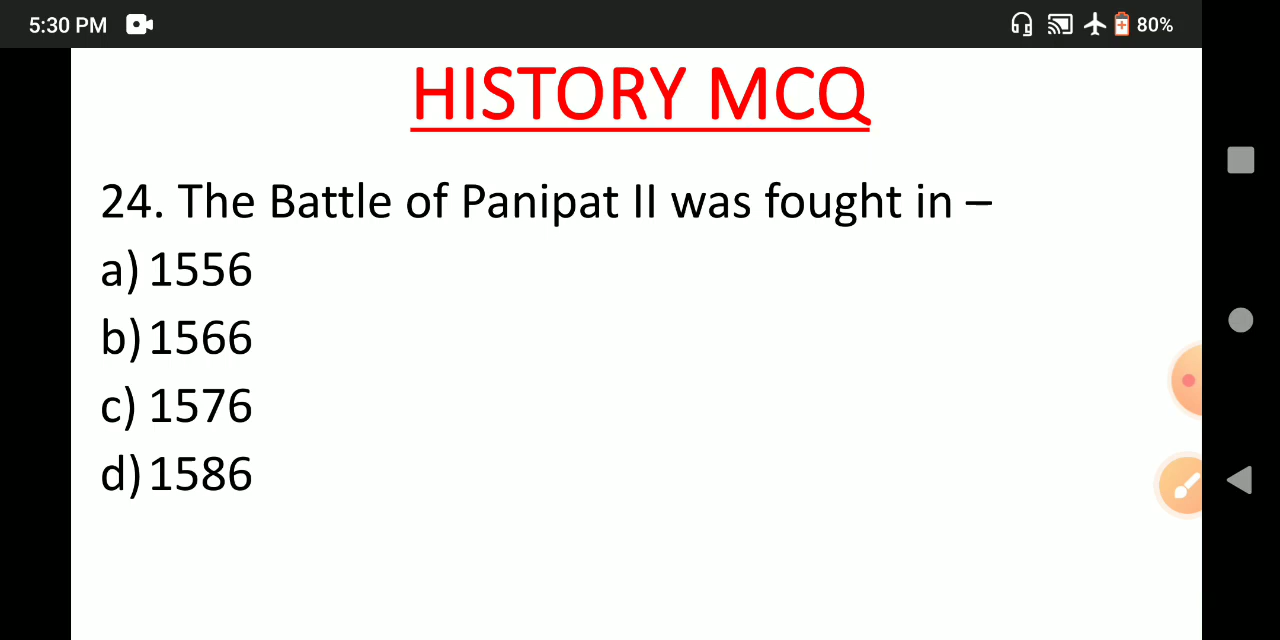 5:30 PM
80%
HISTORY MCQ
24. The Battle of Panipat II was fought in –
a) 1556
b) 1566
c) 1576
d) 1586